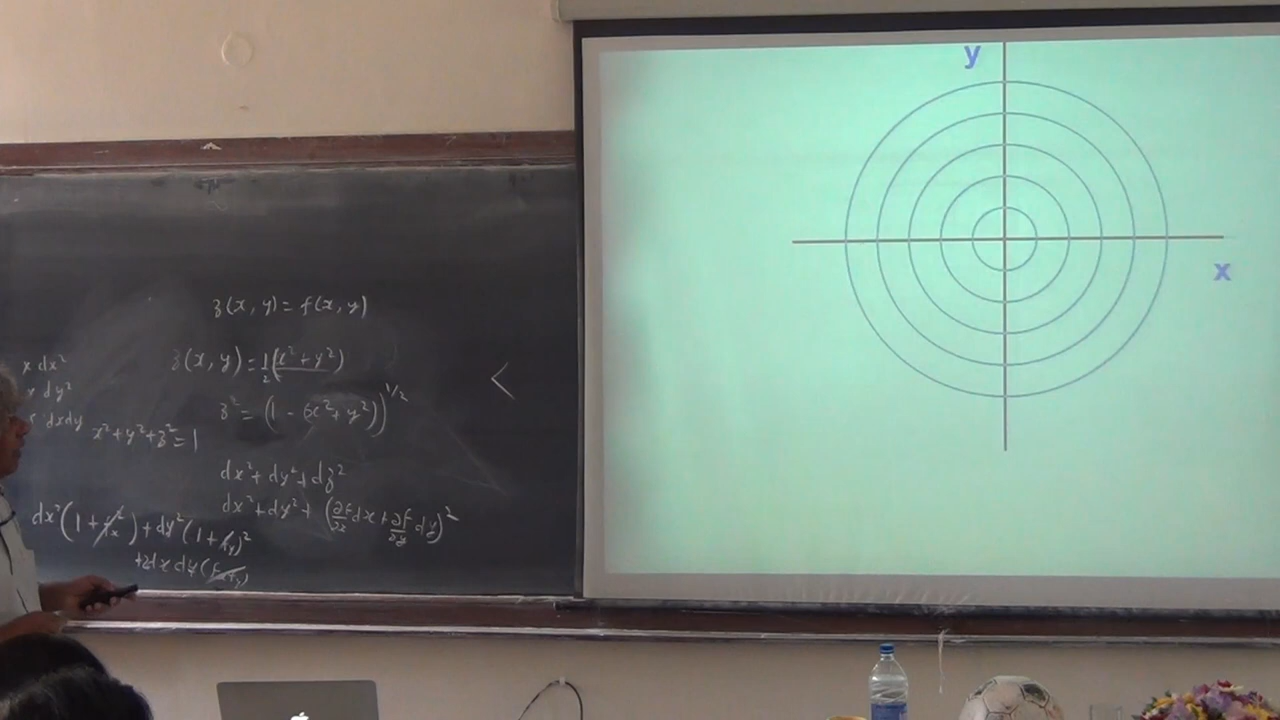 z(x, y) = f(x, y)
z(x, y) = 1/2 (x² + y²)
z² = (1 - (x² + y²))^1/2
x dx²
x dy²
x dxdy
x² + y² + z² = 1
dx² + dy² + dz²
dx² + dy² + (∂f/∂x dx + ∂f/∂y dy)²
dx² (1 + fx²) + dy² (1 + fy)²
+2dx dy (fx fy)
y
x